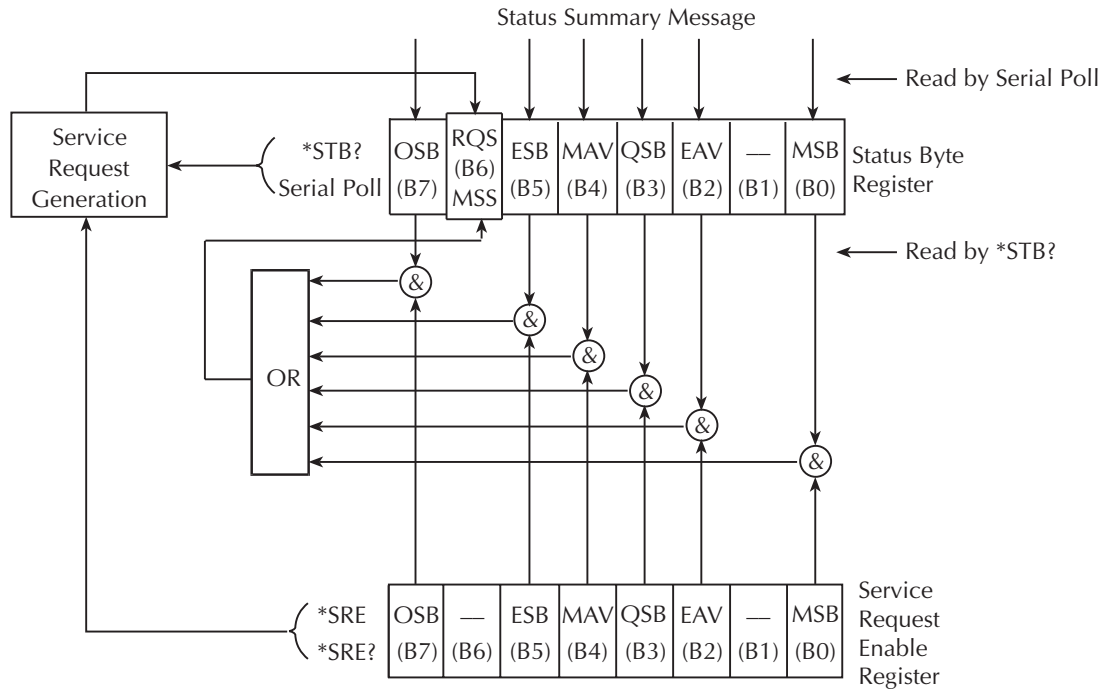 Status Summary Message
Read by Serial Poll
Service
Request
Generation
*STB?
Serial Poll
OSB
(B7)
RQS
(B6)
MSS
ESB
(B5)
MAV
(B4)
QSB
(B3)
EAV
(B2)
—
(B1)
MSB
(B0)
Status Byte
Register
Read by *STB?
&
&
&
&
&
&
OR
*SRE
*SRE?
OSB
(B7)
—
(B6)
ESB
(B5)
MAV
(B4)
QSB
(B3)
EAV
(B2)
—
(B1)
MSB
(B0)
Service
Request
Enable
Register